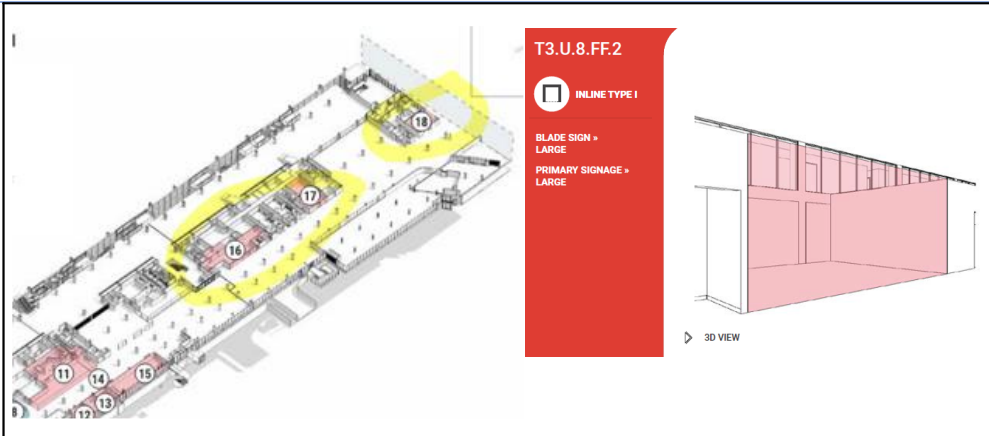 18
17
16
11
14
15
13
12
8
T3.U.8.FF.2
INLINE TYPE I
BLADE SIGN »
LARGE
PRIMARY SIGNAGE »
LARGE
3D VIEW